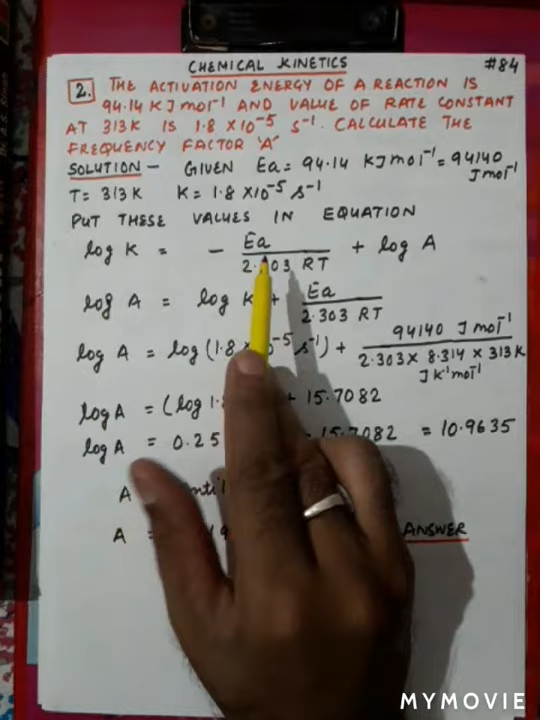 CHEMICAL KINETICS #84
2. THE ACTIVATION ENERGY OF A REACTION IS
94.14 KJ mol⁻¹ AND VALUE OF RATE CONSTANT
AT 313K IS 1.8 X10⁻⁵ s⁻¹. CALCULATE THE
FREQUENCY FACTOR 'A'
SOLUTION – GIVEN Ea = 94.14 KJ mol⁻¹ = 94140 J mol⁻¹
T = 313K K = 1.8 X10⁻⁵ s⁻¹
PUT THESE VALUES IN EQUATION
log K = - Ea / 2.303 RT + log A
log A = log K + Ea / 2.303 RT
log A = log (1.8 X 10⁻⁵ s⁻¹) + 94140 J mol⁻¹ / 2.303 X 8.314 X 313K JK⁻¹mol⁻¹
log A = (log 1. + 15.7082
log A = 0.25 15.7082 = 10.9635
A
A = ANSWER
MYMOVIE